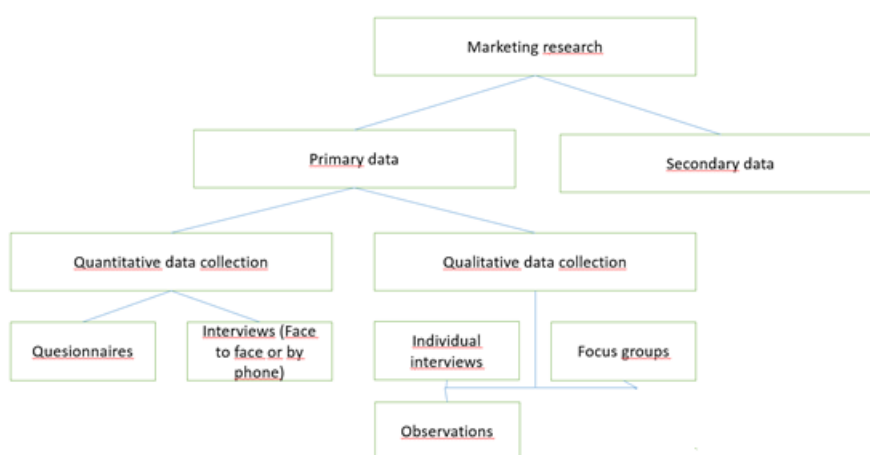 Marketing research
Primary data
Secondary data
Quantitative data collection
Qualitative data collection
Quesionnaires
Interviews (Face
to face or by
phone)
Individual
interviews
Focus groups
Observations